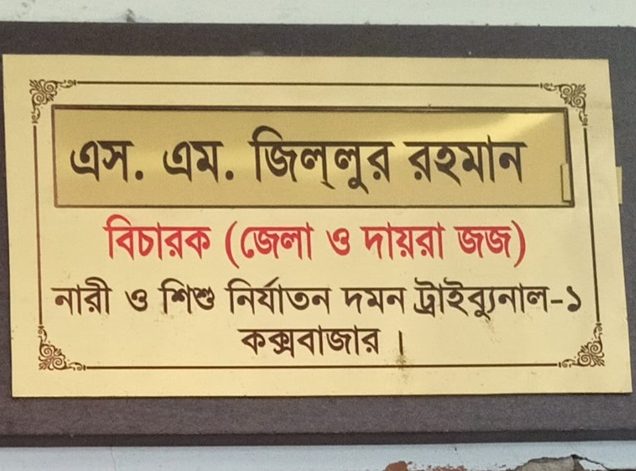 এস. এম. জিল্‌লুর রহমান
বিচারক (জেলা ও দায়রা জজ)
নারী ও শিশু নির্যাতন দমন ট্রাইব্যুনাল-১
কক্সবাজার ।